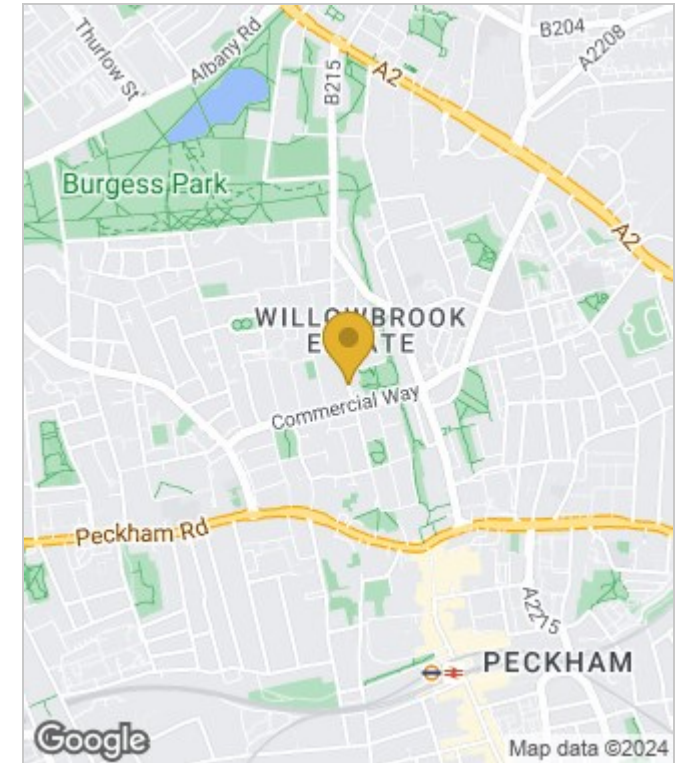 Thurlow St
Albany Rd
B215
A2
B204
A2208
Burgess Park
A2
WILLOWBROOK
Commercial Way
Peckham Rd
A2215
PECKHAM
Google
Map data ©2024